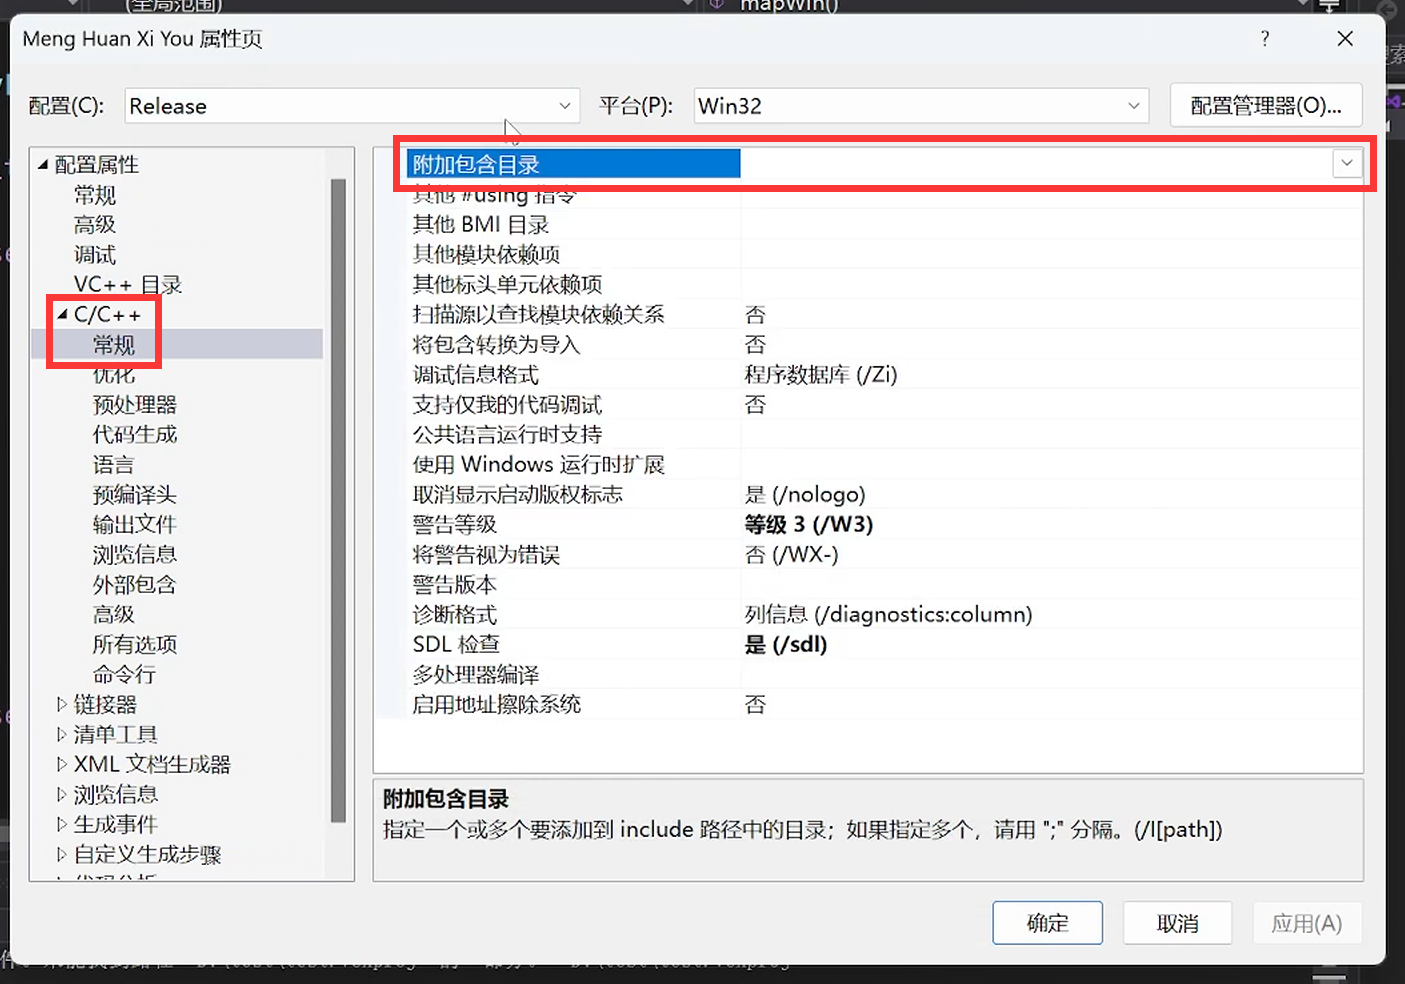 (全局范围)
mapWin()
Meng Huan Xi You 属性页
?
配置(C):
Release
平台(P):
Win32
配置管理器(O)...
配置属性
常规
高级
调试
VC++ 目录
C/C++
常规
优化
预处理器
代码生成
语言
预编译头
输出文件
浏览信息
外部包含
高级
所有选项
命令行
链接器
清单工具
XML 文档生成器
浏览信息
生成事件
自定义生成步骤
代码分析
附加包含目录
其他 #using 指令
其他 BMI 目录
其他模块依赖项
其他标头单元依赖项
扫描源以查找模块依赖关系 否
将包含转换为导入 否
调试信息格式 程序数据库 (/Zi)
支持仅我的代码调试 否
公共语言运行时支持
使用 Windows 运行时扩展
取消显示启动版权标志 是 (/nologo)
警告等级 等级 3 (/W3)
将警告视为错误 否 (/WX-)
警告版本
诊断格式 列信息 (/diagnostics:column)
SDL 检查 是 (/sdl)
多处理器编译
启用地址擦除系统 否
附加包含目录
指定一个或多个要添加到 include 路径中的目录；如果指定多个，请用 ";" 分隔。(/I[path])
确定
取消
应用(A)